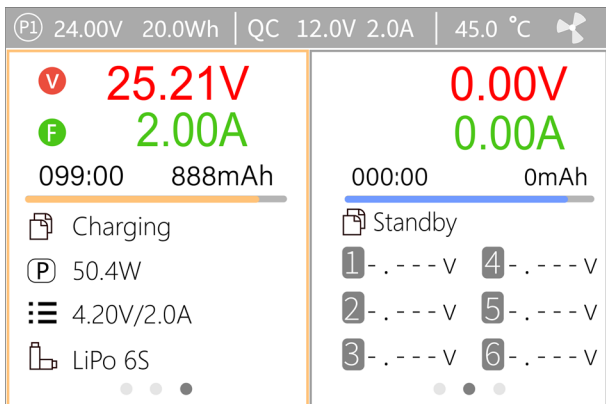 P1 24.00V 20.0Wh QC 12.0V 2.0A 45.0 °C
V 25.21V
F 2.00A
099:00 888mAh
Charging
P 50.4W
4.20V/2.0A
LiPo 6S
0.00V
0.00A
000:00 0mAh
Standby
1 -.--- V 4 -.--- V
2 -.--- V 5 -.--- V
3 -.--- V 6 -.--- V